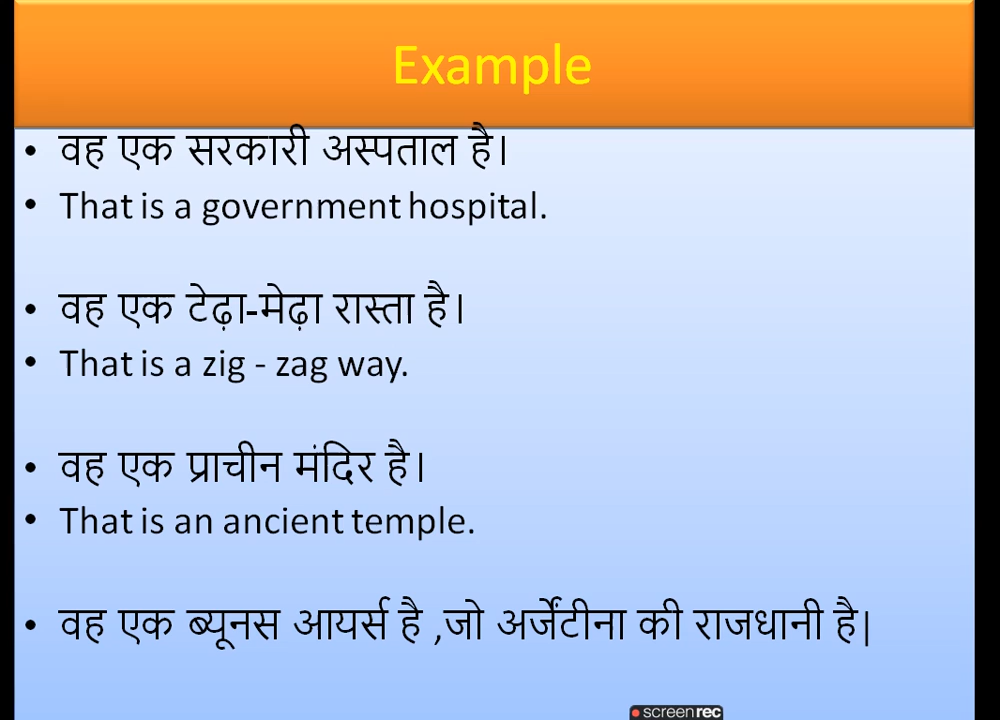 Example
• वह एक सरकारी अस्पताल है।
• That is a government hospital.
• वह एक टेढ़ा-मेढ़ा रास्ता है।
• That is a zig - zag way.
• वह एक प्राचीन मंदिर है।
• That is an ancient temple.
• वह एक ब्यूनस आयर्स है ,जो अर्जेंटीना की राजधानी है|
screenrec